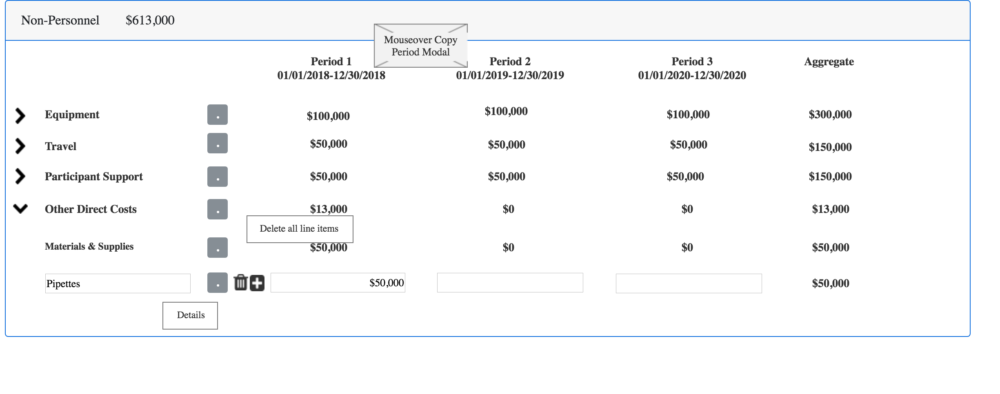 Non-Personnel $613,000
Mouseover Copy
Period Modal
Period 1 Period 2 Period 3 Aggregate
01/01/2018-12/30/2018 01/01/2019-12/30/2019 01/01/2020-12/30/2020
Equipment . $100,000 $100,000 $100,000 $300,000
Travel . $50,000 $50,000 $50,000 $150,000
Participant Support . $50,000 $50,000 $50,000 $150,000
Other Direct Costs . $13,000 $0 $0 $13,000
Delete all line items
Materials & Supplies . $50,000 $0 $0 $50,000
Pipettes . $50,000 $50,000
Details